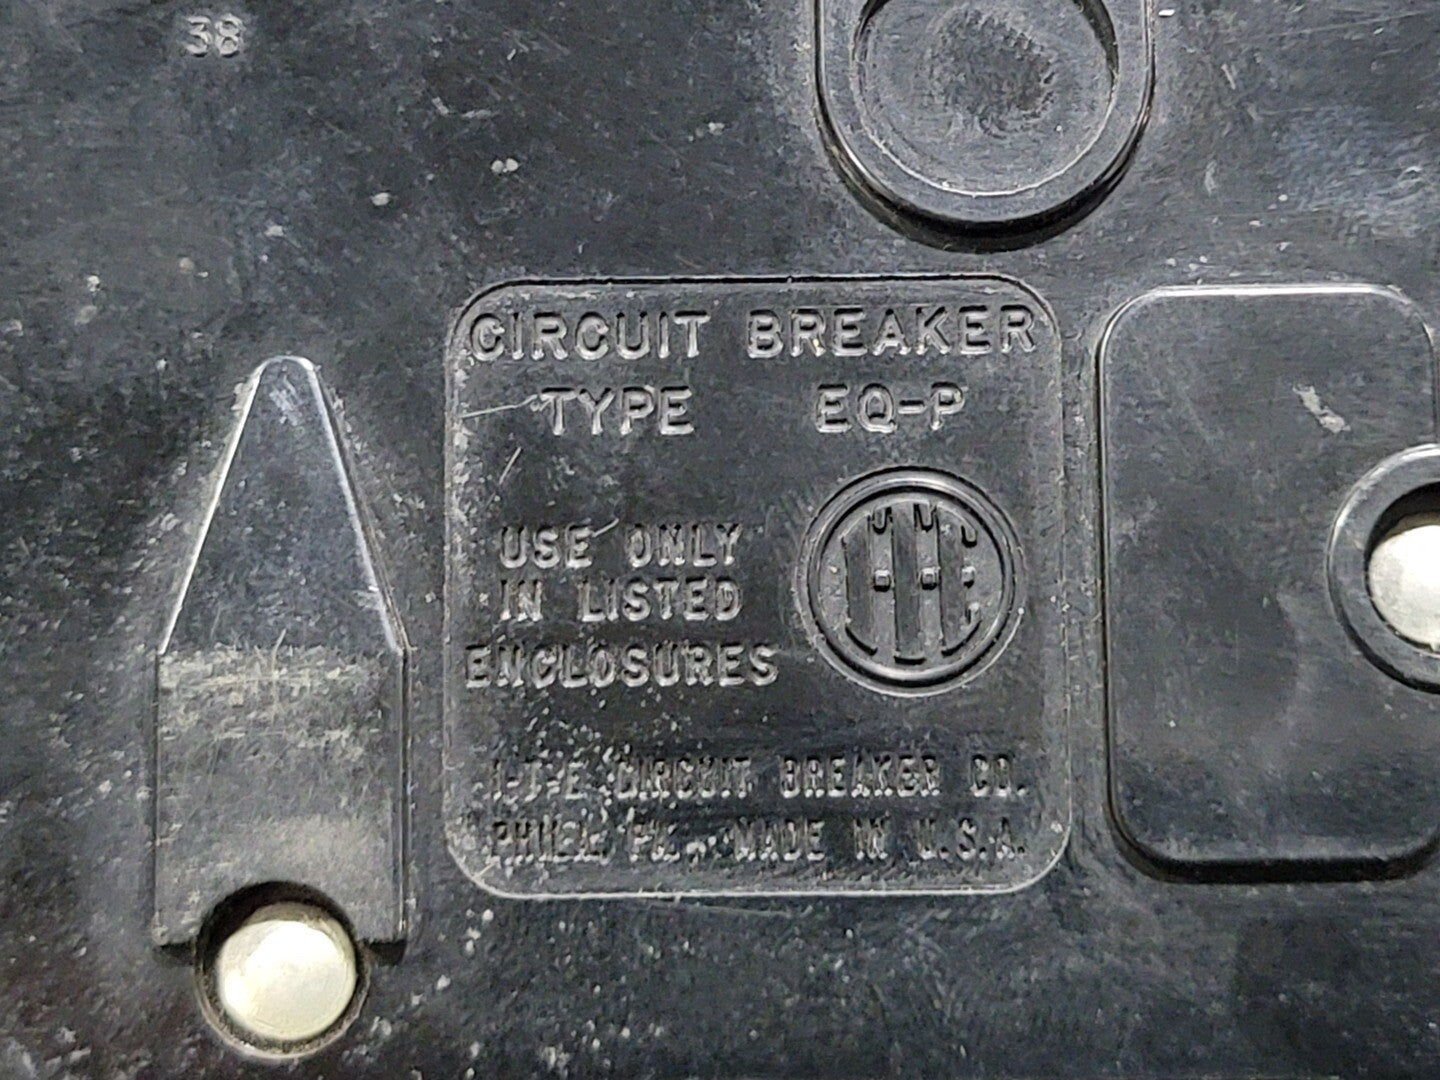 38
CIRCUIT BREAKER
TYPE EQ-P
USE ONLY
IN LISTED
ENCLOSURES
I-T-E CIRCUIT BREAKER CO.
PHILA. PA. MADE IN U.S.A.